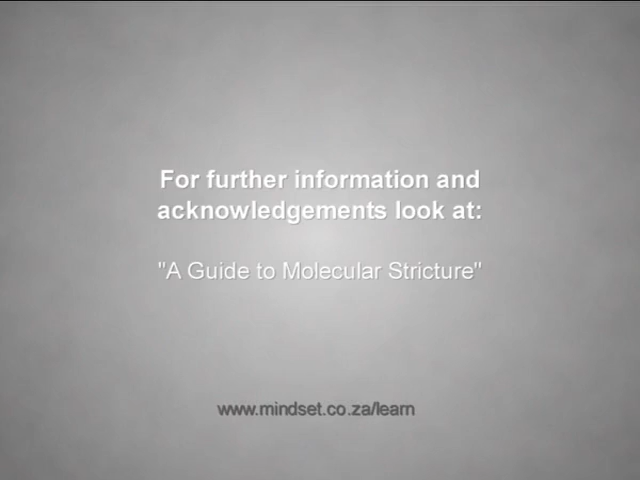 For further information and
acknowledgements look at:
"A Guide to Molecular Stricture"
www.mindset.co.za/learn